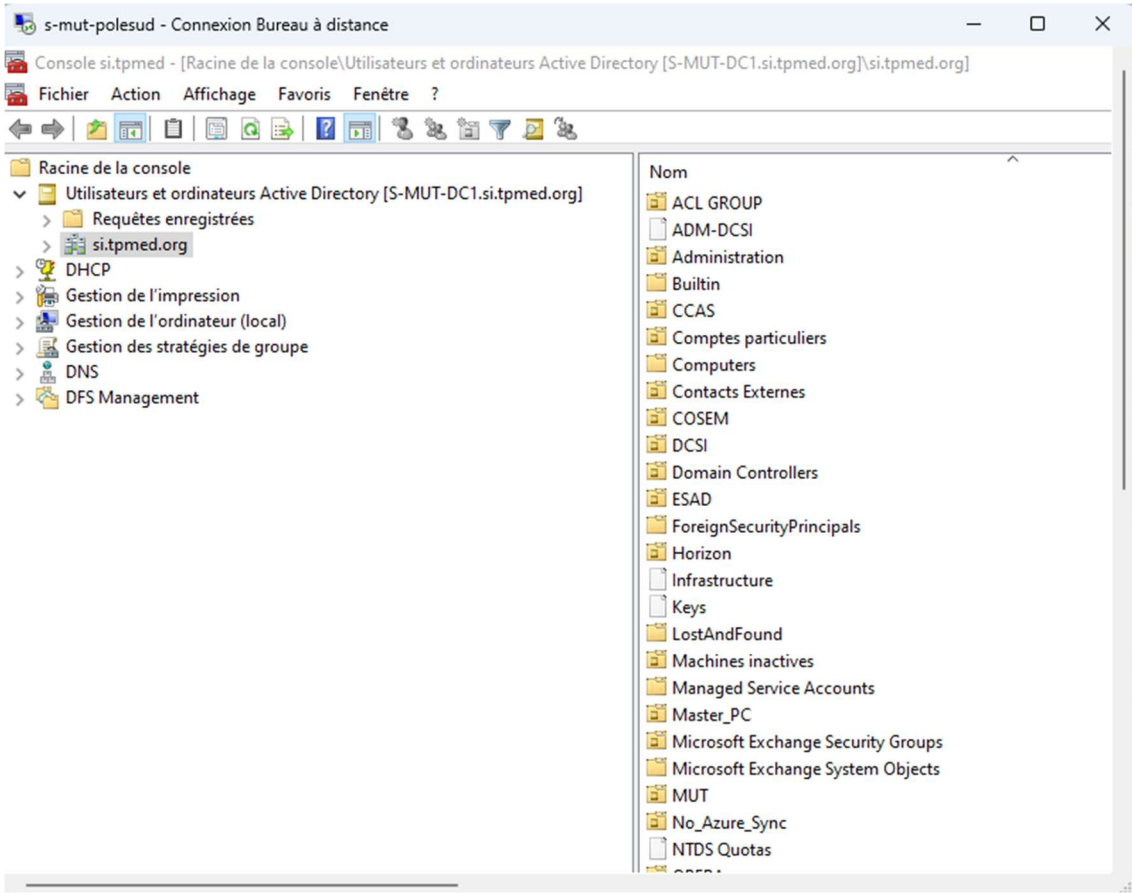 s-mut-polesud - Connexion Bureau à distance
Console si.tpmed - [Racine de la console\Utilisateurs et ordinateurs Active Directory [S-MUT-DC1.si.tpmed.org]\si.tpmed.org]
Fichier Action Affichage Favoris Fenêtre ?
Racine de la console
Utilisateurs et ordinateurs Active Directory [S-MUT-DC1.si.tpmed.org]
Requêtes enregistrées
si.tpmed.org
DHCP
Gestion de l'impression
Gestion de l'ordinateur (local)
Gestion des stratégies de groupe
DNS
DFS Management
Nom
ACL GROUP
ADM-DCSI
Administration
Builtin
CCAS
Comptes particuliers
Computers
Contacts Externes
COSEM
DCSI
Domain Controllers
ESAD
ForeignSecurityPrincipals
Horizon
Infrastructure
Keys
LostAndFound
Machines inactives
Managed Service Accounts
Master_PC
Microsoft Exchange Security Groups
Microsoft Exchange System Objects
MUT
No_Azure_Sync
NTDS Quotas